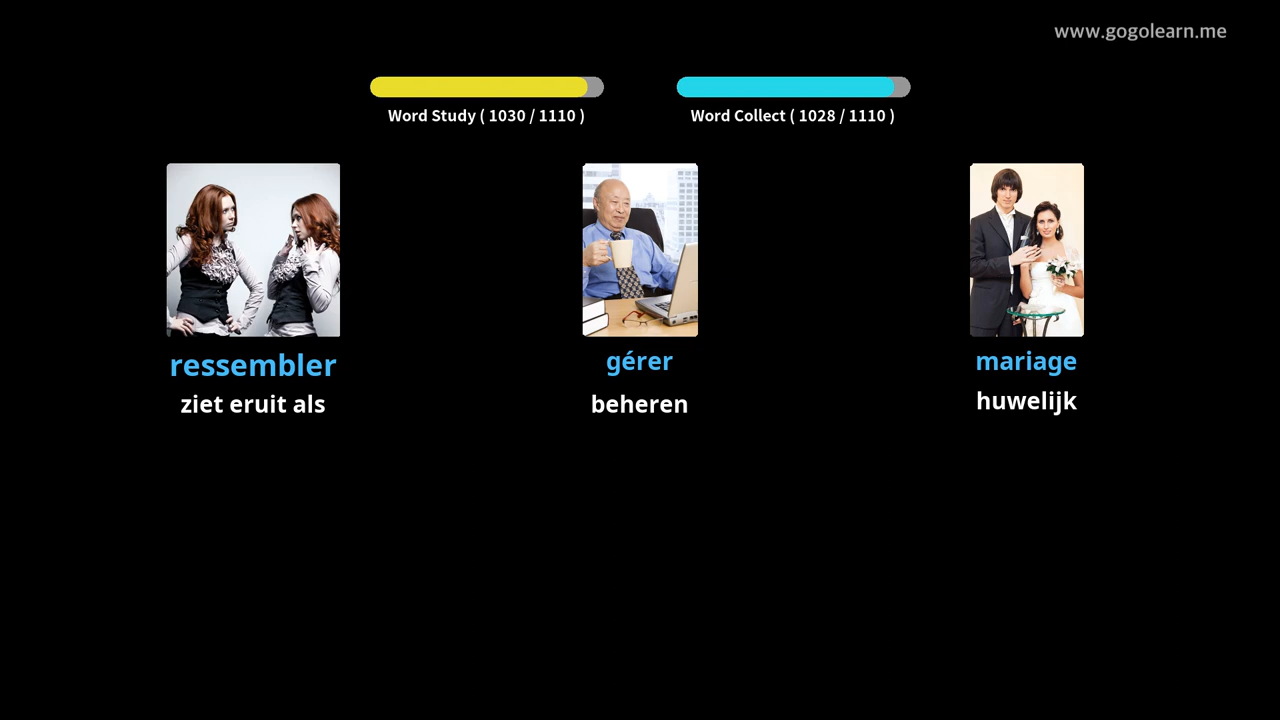 www.gogolearn.me
Word Study ( 1030 / 1110 )
Word Collect ( 1028 / 1110 )
ressembler
ziet eruit als
gérer
beheren
mariage
huwelijk